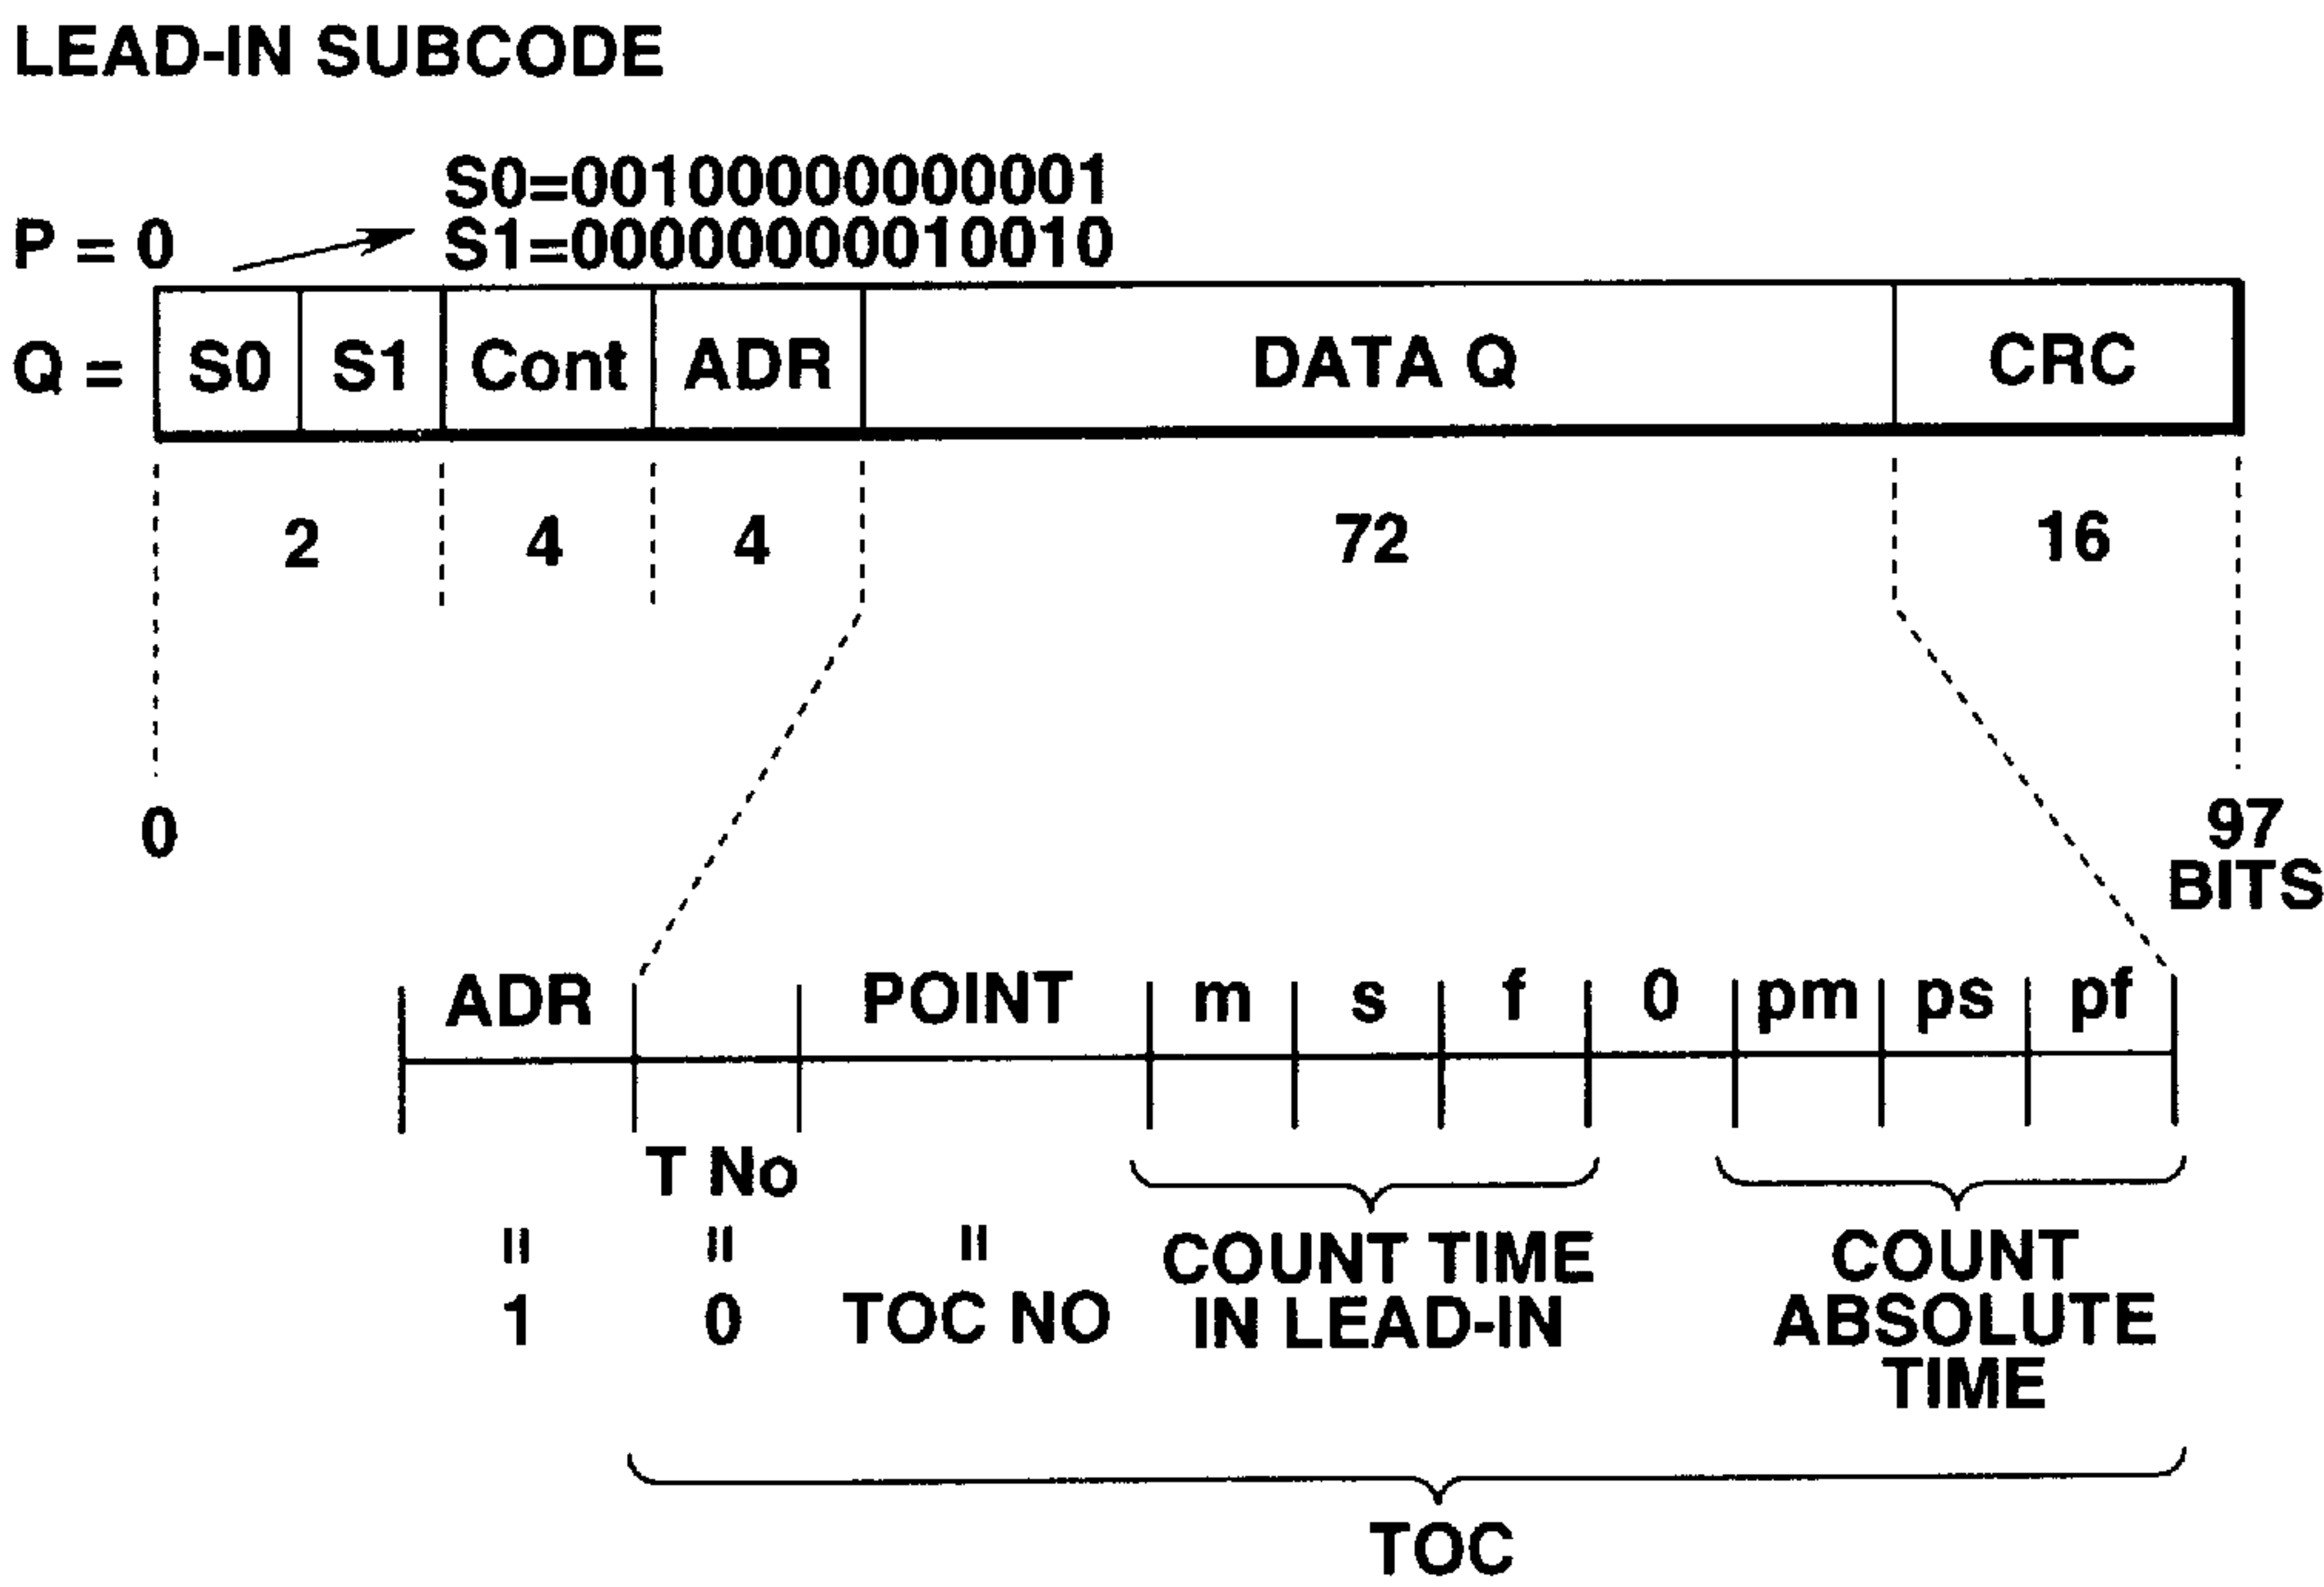 LEAD-IN SUBCODE
S0=00100000000001
P = 0
S1=00000000010010
Q =
S0 S1 Cont ADR DATA Q CRC
2 4 4 72 16
0
97
BITS
ADR POINT m s f 0 pm ps pf
T No
= = =
1 0 TOC NO
COUNT TIME
IN LEAD-IN
COUNT
ABSOLUTE
TIME
TOC